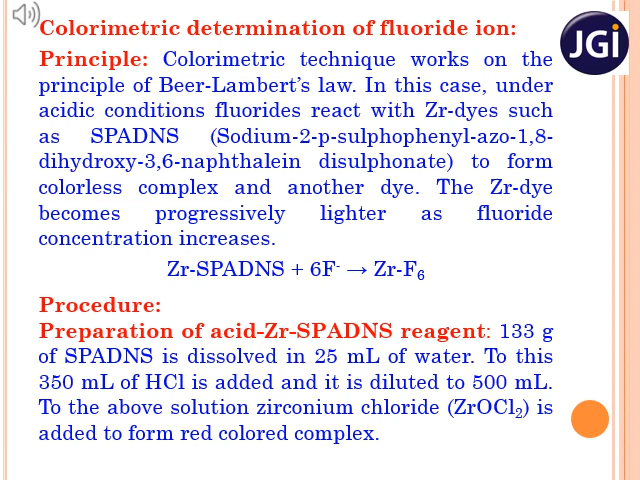 Colorimetric determination of fluoride ion:
JGi
Principle: Colorimetric technique works on the
principle of Beer-Lambert’s law. In this case, under
acidic conditions fluorides react with Zr-dyes such
as SPADNS (Sodium-2-p-sulphophenyl-azo-1,8-
dihydroxy-3,6-naphthalein disulphonate) to form
colorless complex and another dye. The Zr-dye
becomes progressively lighter as fluoride
concentration increases.
Zr-SPADNS + 6F⁻ → Zr-F₆
Procedure:
Preparation of acid-Zr-SPADNS reagent: 133 g
of SPADNS is dissolved in 25 mL of water. To this
350 mL of HCl is added and it is diluted to 500 mL.
To the above solution zirconium chloride (ZrOCl₂) is
added to form red colored complex.